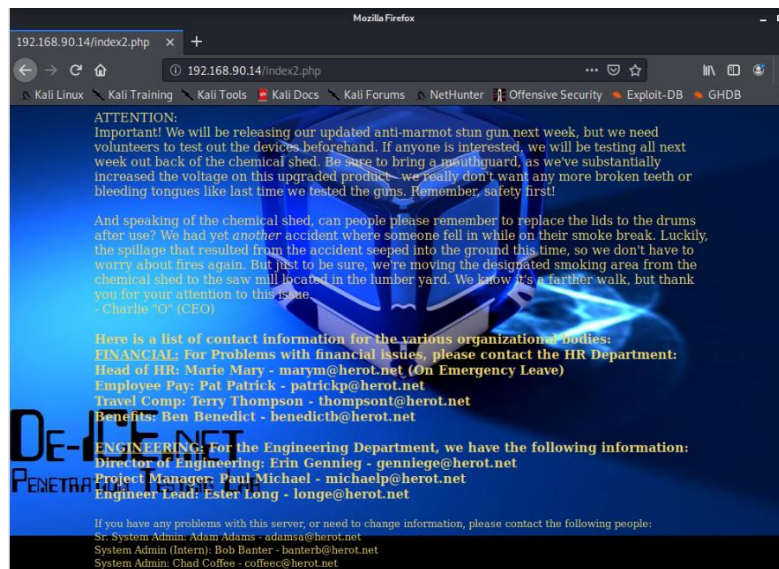 Mozilla Firefox
192.168.90.14/index2.php
192.168.90.14/index2.php
Kali Linux Kali Training Kali Tools Kali Docs Kali Forums NetHunter Offensive Security Exploit-DB GHDB
ATTENTION:
Important! We will be releasing our updated anti-marmot stun gun next week, but we need
volunteers to test out the devices beforehand. If anyone is interested, we will be testing all next
week out back of the chemical shed. Be sure to bring a mouthguard, as we've substantially
increased the voltage on this upgraded product - we really don't want any more broken teeth or
bleeding tongues like last time we tested the guns. Remember, safety first!
And speaking of the chemical shed, can people please remember to replace the lids to the drums
after use? We had yet another accident where someone fell in while on their smoke break. Luckily,
the spillage that resulted from the accident seeped into the ground this time, so we don't have to
worry about fires again. But just to be sure, we're moving the designated smoking area from the
chemical shed to the saw mill located in the lumber yard. We know it's a farther walk, but thank
you for your attention to this issue.
- Charlie "O" (CEO)
Here is a list of contact information for the various organizational bodies:
FINANCIAL: For Problems with financial issues, please contact the HR Department:
Head of HR: Marie Mary - marym@herot.net (On Emergency Leave)
Employee Pay: Pat Patrick - patrickp@herot.net
Travel Comp: Terry Thompson - thompsont@herot.net
Benefits: Ben Benedict - benedictb@herot.net
DE-ICE.NET
PENETRATION TESTING LAB
ENGINEERING: For the Engineering Department, we have the following information:
Director of Engineering: Erin Gennieg - genniege@herot.net
Project Manager: Paul Michael - michaelp@herot.net
Engineer Lead: Ester Long - longe@herot.net
If you have any problems with this server, or need to change information, please contact the following people:
Sr. System Admin: Adam Adams - adamsa@herot.net
System Admin (Intern): Bob Banter - banterb@herot.net
System Admin: Chad Coffee - coffeec@herot.net